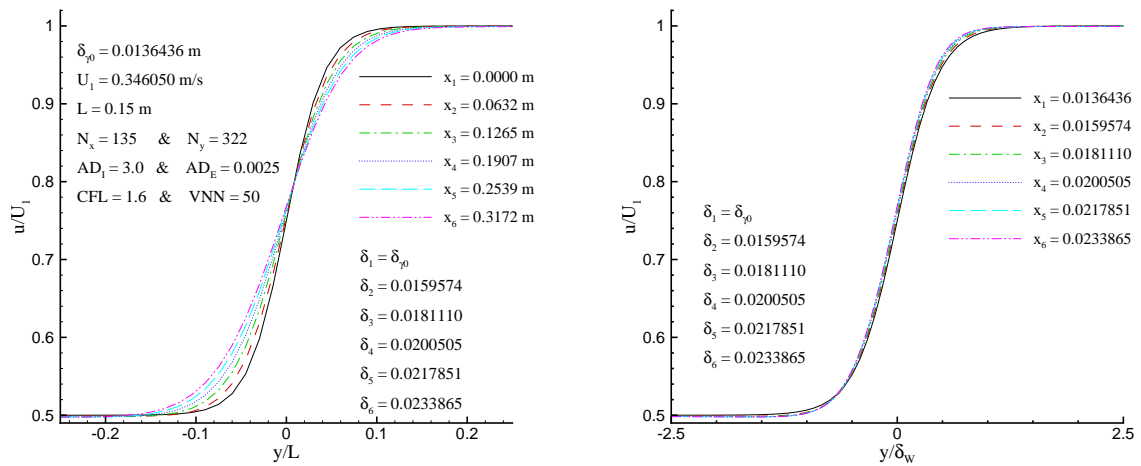 u/U₁
1
0.9
0.8
0.7
0.6
0.5
-0.2
-0.1
0
0.1
0.2
y/L
δγ0 = 0.0136436 m
U₁ = 0.346050 m/s
L = 0.15 m
Nₓ = 135 & Nᵧ = 322
AD_I = 3.0 & AD_E = 0.0025
CFL = 1.6 & VNN = 50
x₁ = 0.0000 m
x₂ = 0.0632 m
x₃ = 0.1265 m
x₄ = 0.1907 m
x₅ = 0.2539 m
x₆ = 0.3172 m
δ₁ = δγ0
δ₂ = 0.0159574
δ₃ = 0.0181110
δ₄ = 0.0200505
δ₅ = 0.0217851
δ₆ = 0.0233865
u/U₁
1
0.9
0.8
0.7
0.6
0.5
-2.5
0
2.5
y/δ_W
x₁ = 0.0136436
x₂ = 0.0159574
x₃ = 0.0181110
x₄ = 0.0200505
x₅ = 0.0217851
x₆ = 0.0233865
δ₁ = δγ0
δ₂ = 0.0159574
δ₃ = 0.0181110
δ₄ = 0.0200505
δ₅ = 0.0217851
δ₆ = 0.0233865